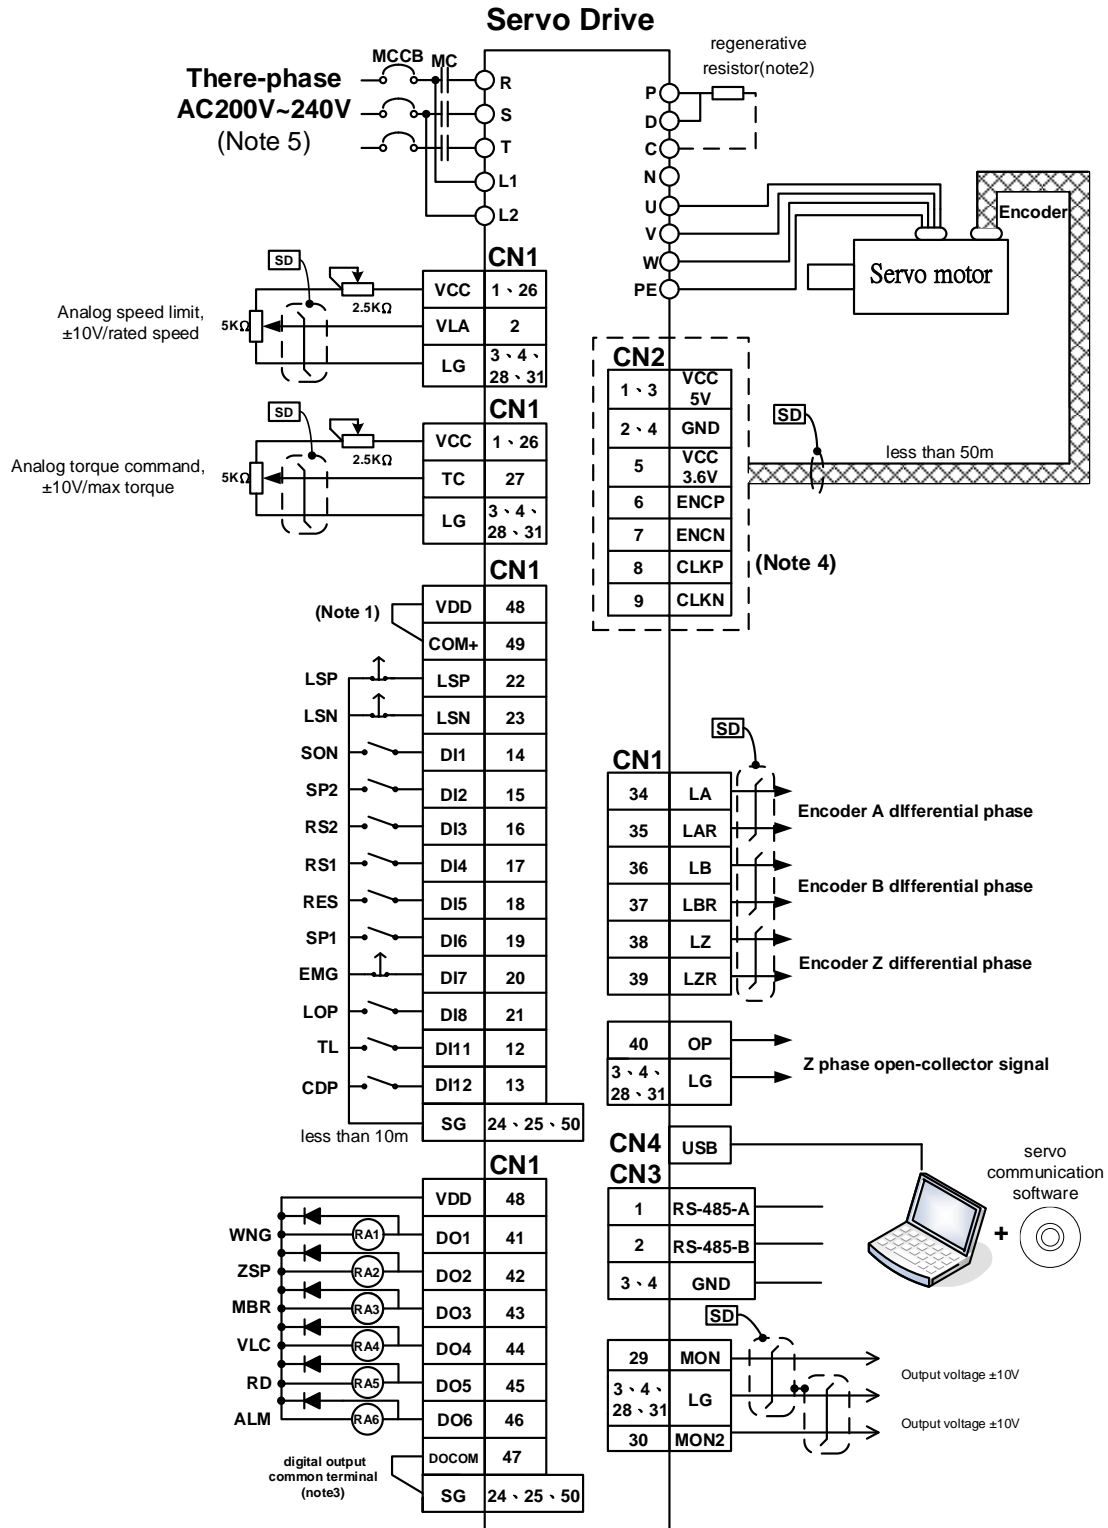 Servo Drive
MCCB
MC
There-phase
AC200V~240V
(Note 5)
R
S
T
L1
L2
regenerative
resistor(note2)
P
D
C
N
U
V
W
PE
Encoder
Servo motor
CN1
SD
2.5KΩ
5KΩ
Analog speed limit,
±10V/rated speed
VCC 1、26
VLA 2
LG 3、4、
28、31
CN1
SD
2.5KΩ
5KΩ
Analog torque command,
±10V/max torque
VCC 1、26
TC 27
LG 3、4、
28、31
CN2
1、3 VCC
5V
2、4 GND
5 VCC
3.6V
6 ENCP
7 ENCN
8 CLKP
9 CLKN
(Note 4)
SD
less than 50m
CN1
(Note 1)
VDD 48
COM+ 49
LSP LSP 22
LSN LSN 23
SON DI1 14
SP2 DI2 15
RS2 DI3 16
RS1 DI4 17
RES DI5 18
SP1 DI6 19
EMG DI7 20
LOP DI8 21
TL DI11 12
CDP DI12 13
SG 24、25、50
less than 10m
CN1
SD
34 LA
35 LAR
Encoder A dIfferential phase
36 LB
37 LBR
Encoder B dIfferential phase
38 LZ
39 LZR
Encoder Z differential phase
40 OP
3、4、
28、31 LG
Z phase open-collector signal
CN4 USB
CN3
1 RS-485-A
2 RS-485-B
3、4 GND
servo
communication
software
+
SD
29 MON
Output voltage ±10V
3、4、
28、31 LG
Output voltage ±10V
30 MON2
CN1
VDD 48
WNG RA1 DO1 41
ZSP RA2 DO2 42
MBR RA3 DO3 43
VLC RA4 DO4 44
RD RA5 DO5 45
ALM RA6 DO6 46
digital output
common terminal
(note3)
DOCOM 47
SG 24、25、50